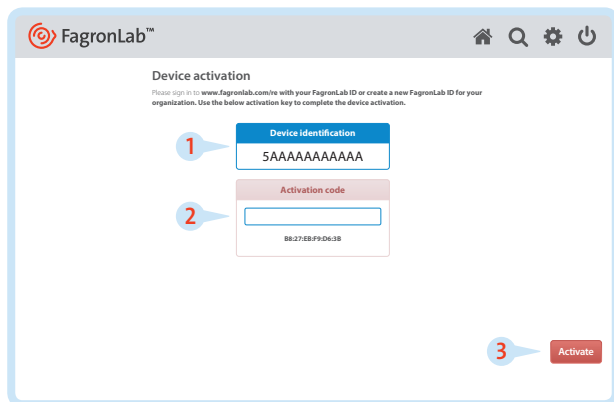 FagronLab™
Device activation
Please sign in to www.fagronlab.com/re with your FagronLab ID or create a new FagronLab ID for your
organization. Use the below activation key to complete the device activation.
Device identification
1
5AAAAAAAAAAA
Activation code
2
B8:27:EB:F9:D6:3B
3
Activate